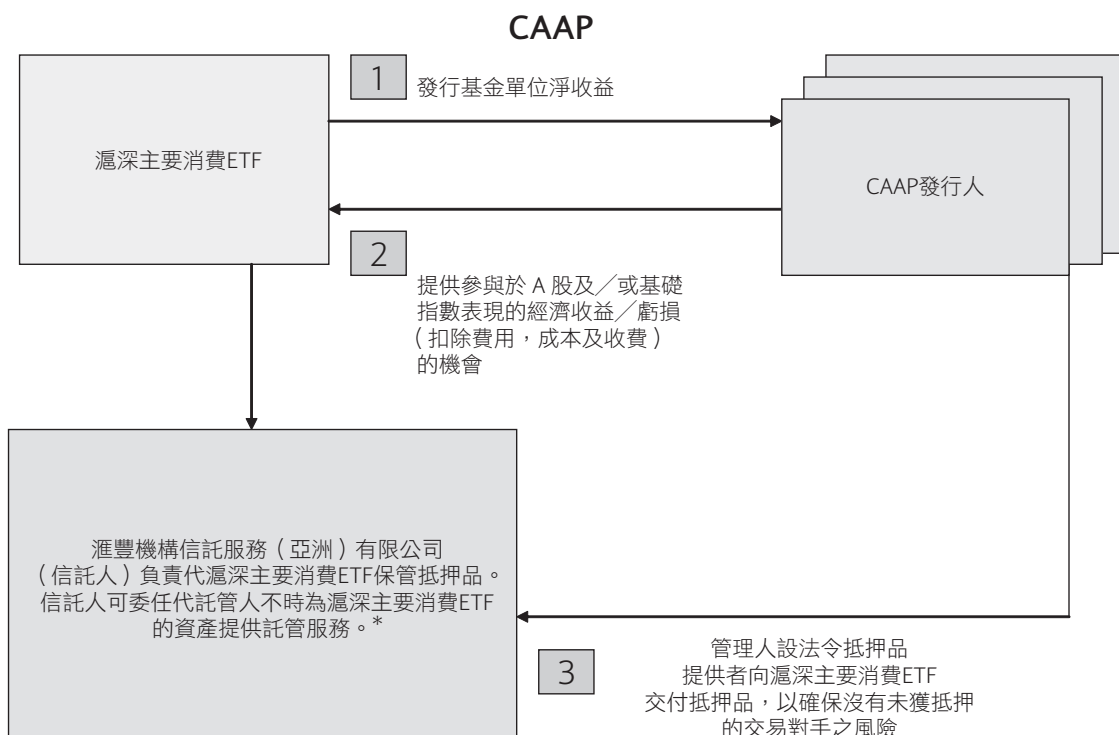 CAAP
1
發行基金單位淨收益
滬深主要消費ETF
CAAP發行人
2
提供參與於 A 股及╱或基礎
指數表現的經濟收益╱虧損
(扣除費用，成本及收費)
的機會
滙豐機構信託服務(亞洲)有限公司
(信託人)負責代滬深主要消費ETF保管抵押品。
信託人可委任代託管人不時為滬深主要消費ETF
的資產提供託管服務。*
3
管理人設法令抵押品
提供者向滬深主要消費ETF
交付抵押品，以確保沒有未獲抵押
的交易對手之風險